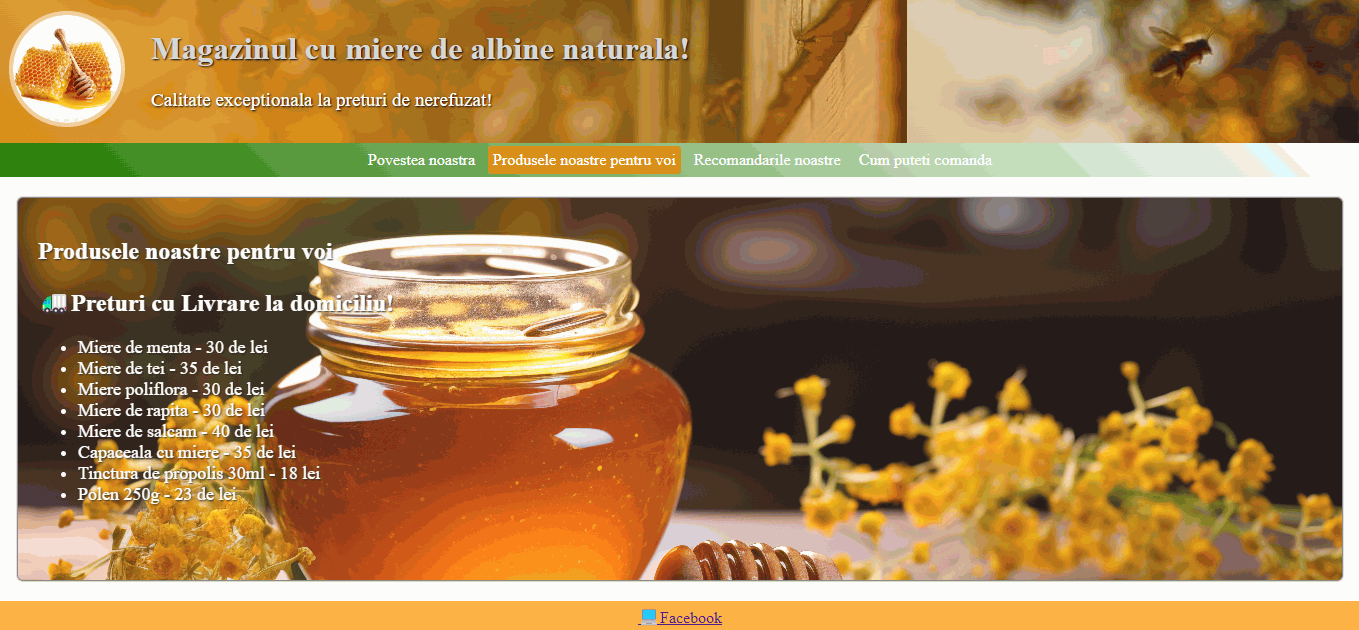 Magazinul cu miere de albine naturala!
Calitate exceptionala la preturi de nerefuzat!
Povestea noastra Produsele noastre pentru voi Recomandarile noastre Cum puteti comanda
Produsele noastre pentru voi
Preturi cu Livrare la domiciliu!
Miere de menta - 30 de lei
Miere de tei - 35 de lei
Miere poliflora - 30 de lei
Miere de rapita - 30 de lei
Miere de salcam - 40 de lei
Capaceala cu miere - 35 de lei
Tinctura de propolis 30ml - 18 lei
Polen 250g - 23 de lei
Facebook